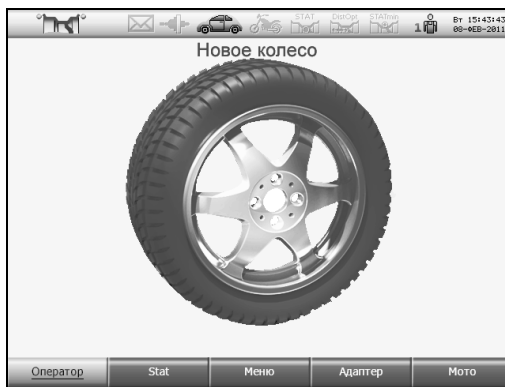 STAT
DistOpt
STATmin
1
Вт 15:43:43
08-ФЕВ-2011
Новое колесо
Оператор
Stat
Меню
Адаптер
Мото